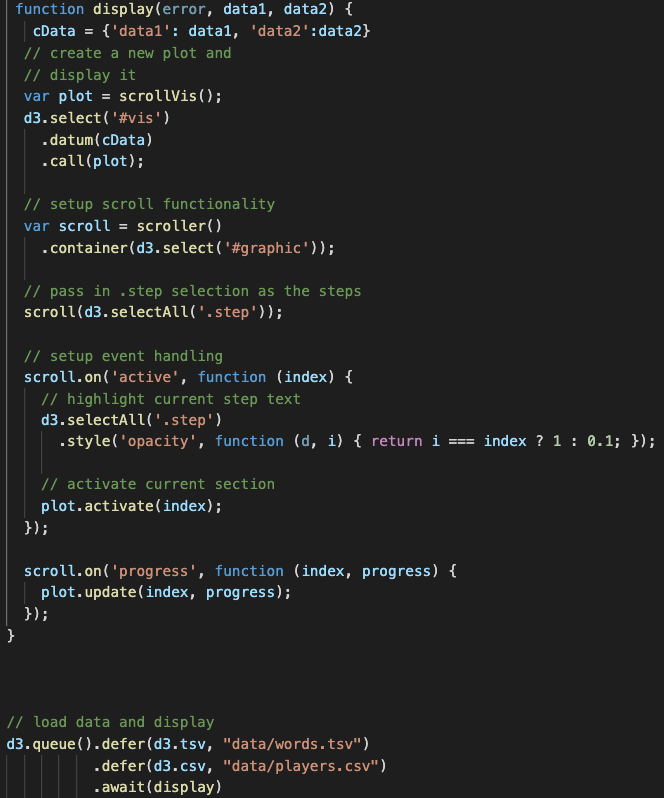 function display(error, data1, data2) {
cData = {'data1': data1, 'data2':data2}
// create a new plot and
// display it
var plot = scrollVis();
d3.select('#vis')
.datum(cData)
.call(plot);
// setup scroll functionality
var scroll = scroller()
.container(d3.select('#graphic'));
// pass in .step selection as the steps
scroll(d3.selectAll('.step'));
// setup event handling
scroll.on('active', function (index) {
// highlight current step text
d3.selectAll('.step')
.style('opacity', function (d, i) { return i === index ? 1 : 0.1; });
// activate current section
plot.activate(index);
});
scroll.on('progress', function (index, progress) {
plot.update(index, progress);
});
}
// load data and display
d3.queue().defer(d3.tsv, "data/words.tsv")
.defer(d3.csv, "data/players.csv")
.await(display)